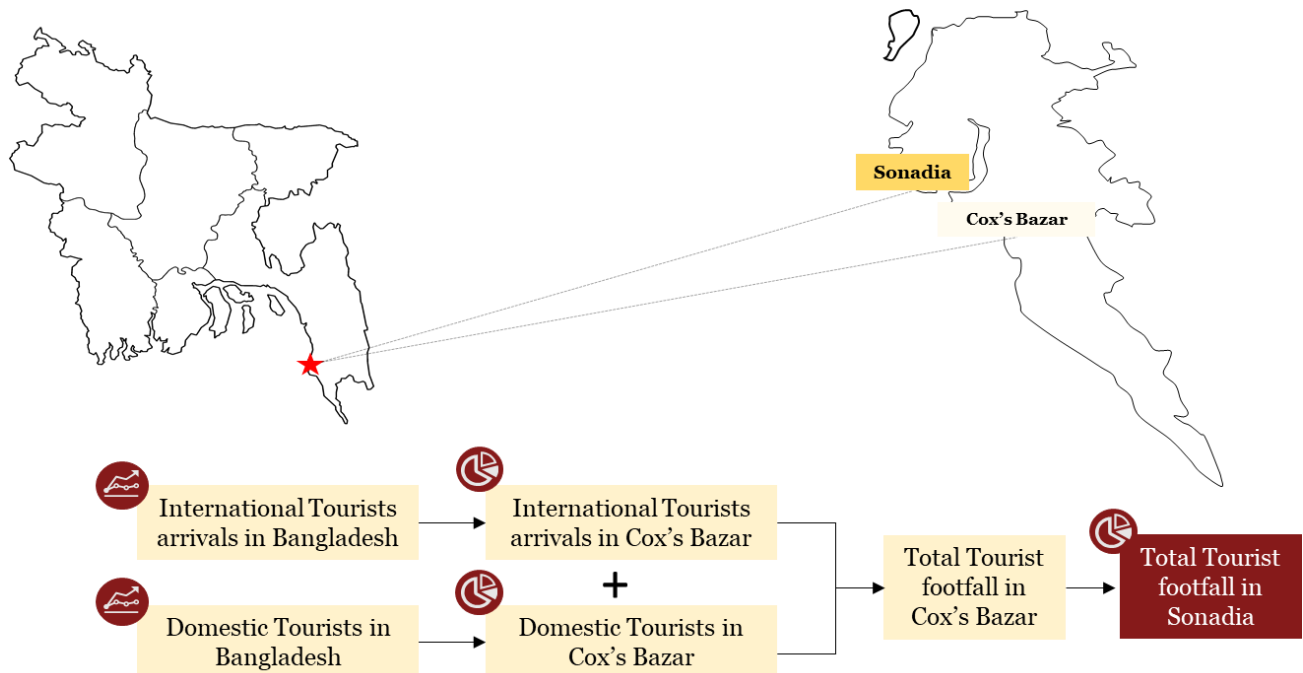 Sonadia
Cox’s Bazar
International Tourists
arrivals in Bangladesh
International Tourists
arrivals in Cox’s Bazar
+
Domestic Tourists in
Bangladesh
Domestic Tourists in
Cox’s Bazar
Total Tourist
footfall in
Cox’s Bazar
Total Tourist
footfall in
Sonadia